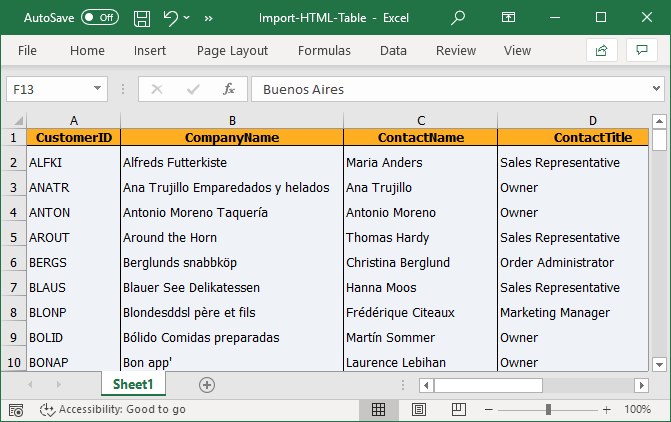 AutoSave Off Import-HTML-Table - Excel
File Home Insert Page Layout Formulas Data Review View
F13 fx Buenos Aires
A B C D
1 CustomerID CompanyName ContactName ContactTitle
2 ALFKI Alfreds Futterkiste Maria Anders Sales Representative
3 ANATR Ana Trujillo Emparedados y helados Ana Trujillo Owner
4 ANTON Antonio Moreno Taquería Antonio Moreno Owner
5 AROUT Around the Horn Thomas Hardy Sales Representative
6 BERGS Berglunds snabbköp Christina Berglund Order Administrator
7 BLAUS Blauer See Delikatessen Hanna Moos Sales Representative
8 BLONP Blondesddsl père et fils Frédérique Citeaux Marketing Manager
9 BOLID Bólido Comidas preparadas Martín Sommer Owner
10 BONAP Bon app' Laurence Lebihan Owner
Sheet1
Accessibility: Good to go 100%